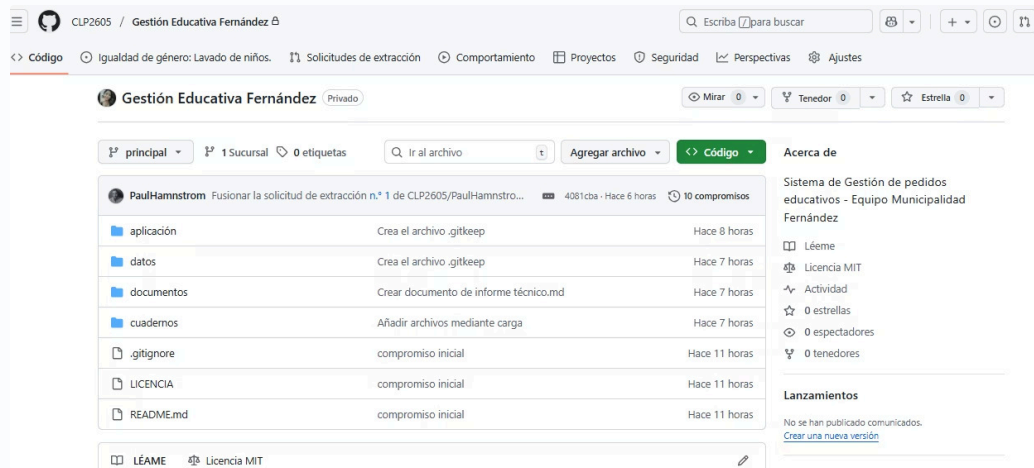 CLP2605 / Gestión Educativa Fernández
Escriba / para buscar
Código
Igualdad de género: Lavado de niños.
Solicitudes de extracción
Comportamiento
Proyectos
Seguridad
Perspectivas
Ajustes
Gestión Educativa Fernández Privado
Mirar 0
Tenedor 0
Estrella 0
principal
1 Sucursal
0 etiquetas
Ir al archivo t
Agregar archivo
Código
PaulHamnstrom Fusionar la solicitud de extracción n.° 1 de CLP2605/PaulHamnstro... 4081cba · Hace 6 horas 10 compromisos
aplicación Crea el archivo .gitkeep Hace 8 horas
datos Crea el archivo .gitkeep Hace 7 horas
documentos Crear documento de informe técnico.md Hace 7 horas
cuadernos Añadir archivos mediante carga Hace 7 horas
.gitignore compromiso inicial Hace 11 horas
LICENCIA compromiso inicial Hace 11 horas
README.md compromiso inicial Hace 11 horas
LÉAME Licencia MIT
Acerca de
Sistema de Gestión de pedidos
educativos - Equipo Municipalidad
Fernández
Léeme
Licencia MIT
Actividad
0 estrellas
0 espectadores
0 tenedores
Lanzamientos
No se han publicado comunicados.
Crear una nueva versión